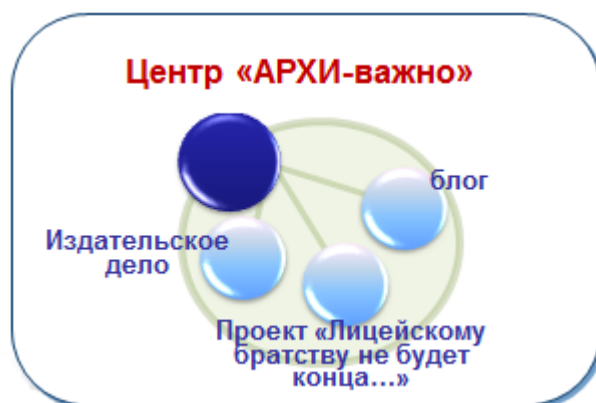 Центр «АРХИ-важно»
блог
Издательское
дело
Проект «Лицейскому
братству не будет
конца...»